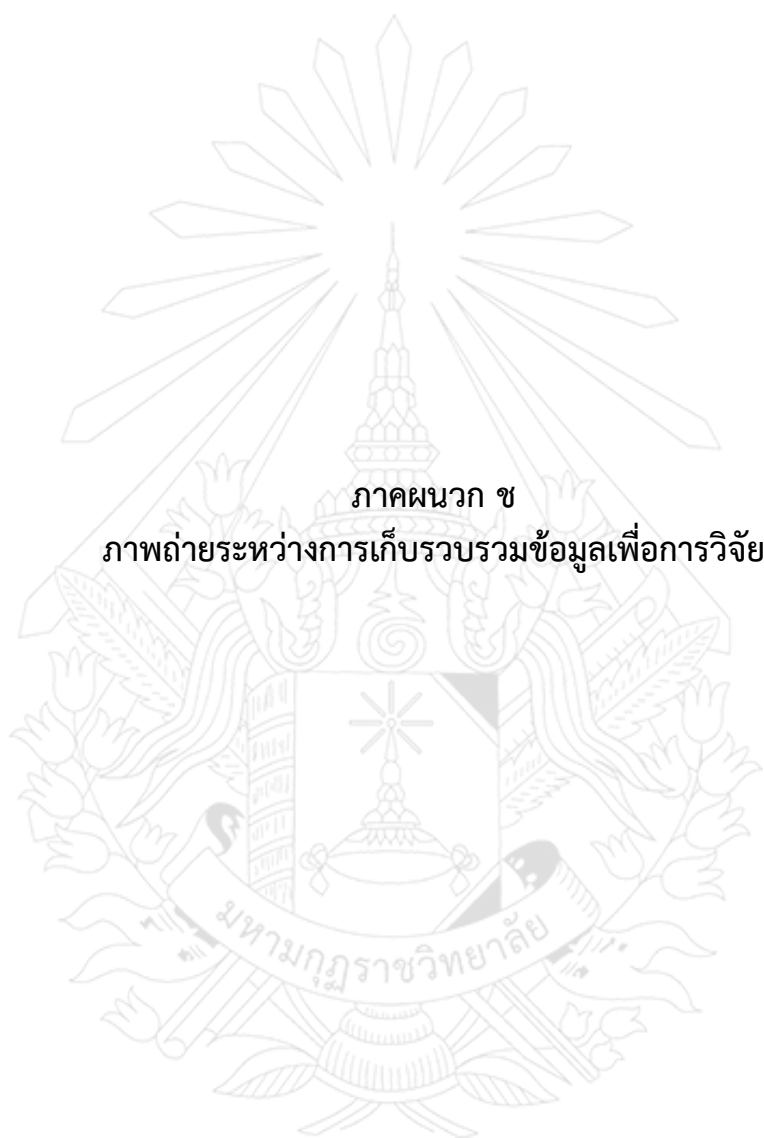 ภาคผนวก ช
ภาพถ่ายระหว่างการเก็บรวบรวมข้อมูลเพื่อการวิจัย
มหามกุฏราชวิทยาลัย